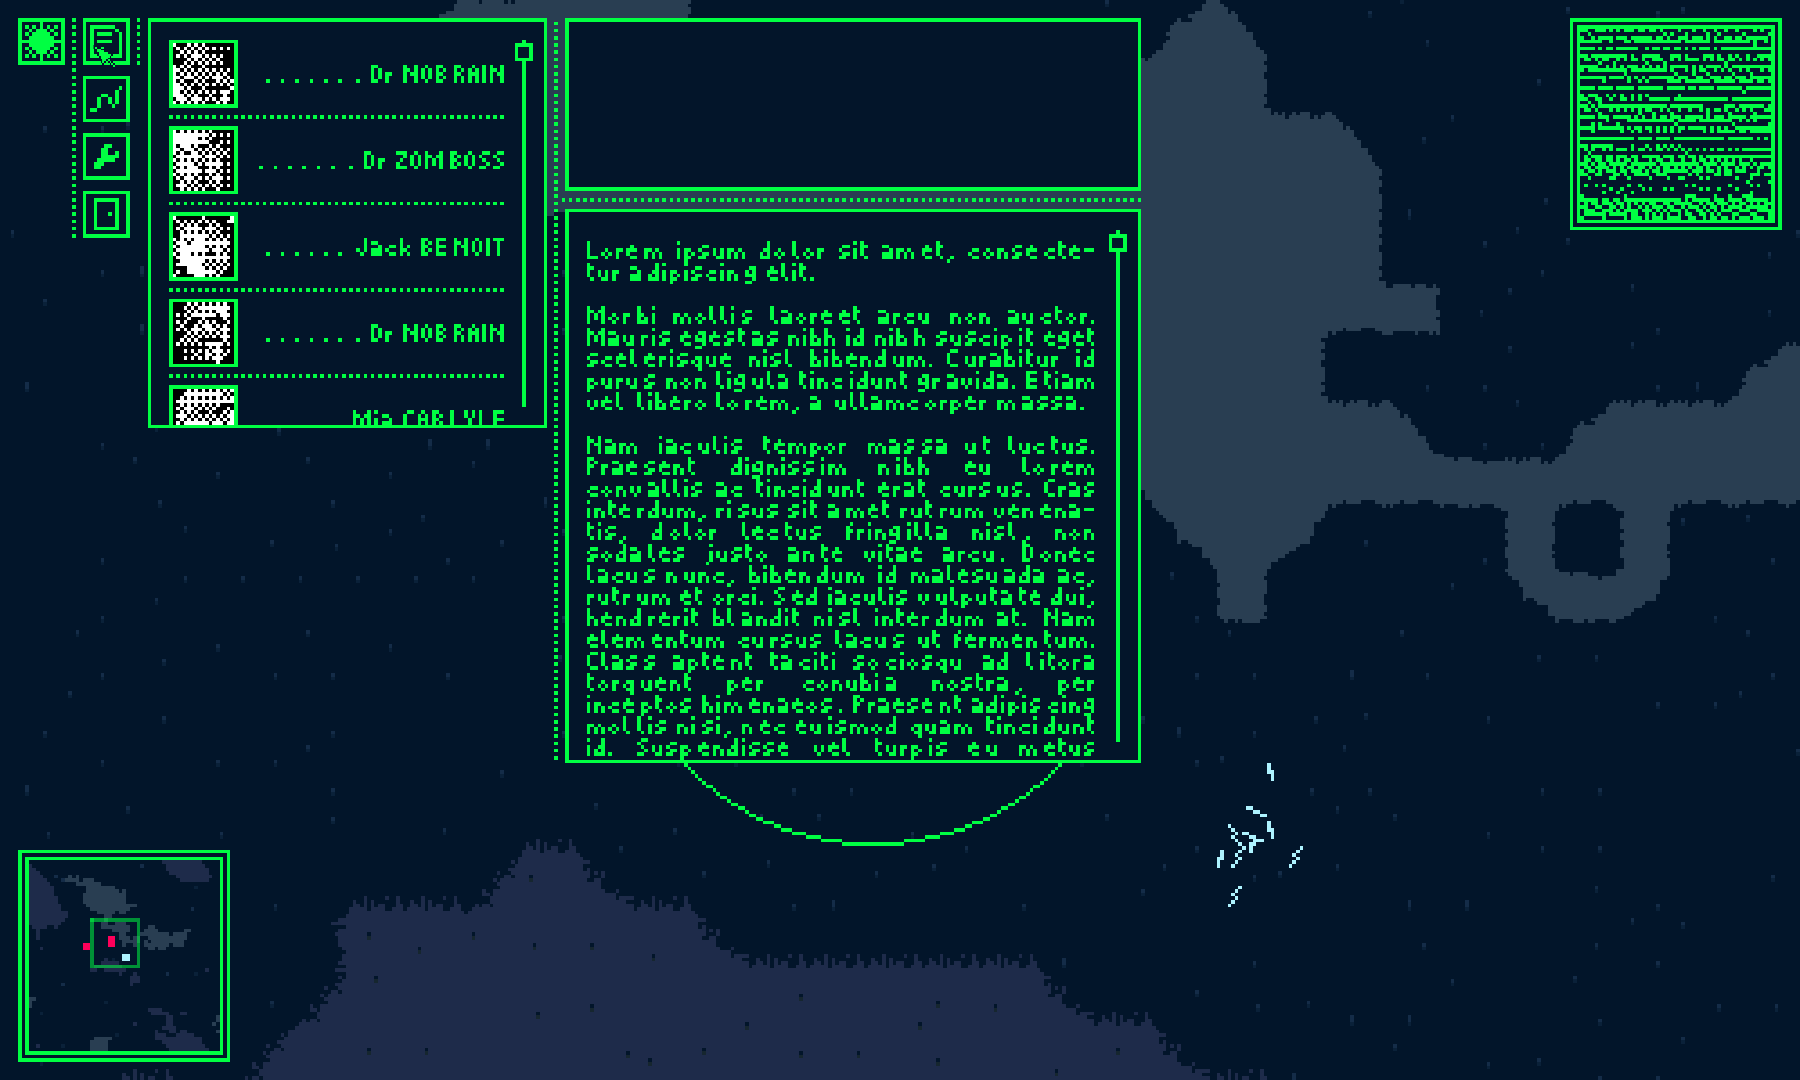 .......Dr NOB RAIN
.......Dr ZOM BOSS
......Jack BE NOIT
.......Dr NOB RAIN
Mia CARLYLE
Lorem ipsum dolor sit amet, consecte-
tur adipiscing elit.
Morbi mollis laoreet arcu non auctor.
Mauris egestas nibh id nibh suscipit eget
scelerisque nisl bibendum. Curabitur id
purus non ligula tincidunt gravida. Etiam
vel libero lorem, a ullamcorper massa.
Nam iaculis tempor massa ut luctus.
Praesent dignissim nibh eu lorem
convallis ac tincidunt erat cursus. Cras
interdum, risus sit amet rutrum venena-
tis, dolor lectus fringilla nisl, non
sodales justo ante vitae arcu. Donec
lacus nunc, bibendum id malesuada ac,
rutrum et orci. Sed iaculis vulputate dui,
hendrerit blandit nisl interdum at. Nam
elementum cursus lacus ut fermentum.
Class aptent taciti sociosqu ad litora
torquent per conubia nostra, per
inceptos himenaeos. Praesent adipiscing
mollis nisi, nec euismod quam tincidunt
id. Suspendisse vel turpis eu metus